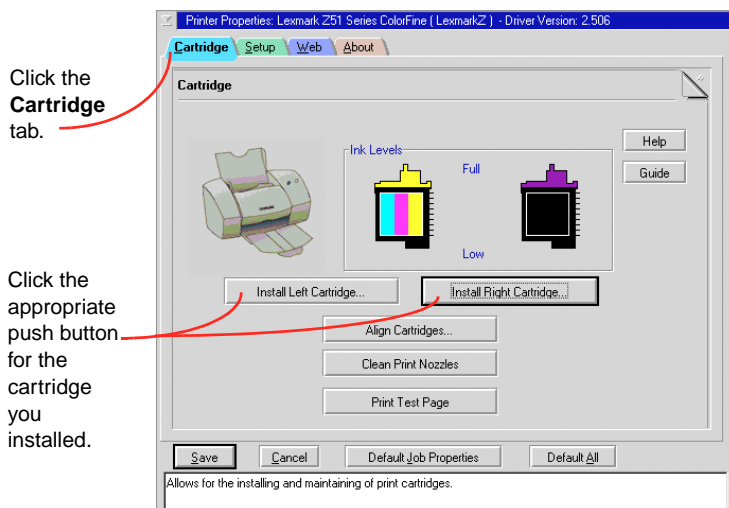 Printer Properties: Lexmark Z51 Series ColorFine ( LexmarkZ ) - Driver Version: 2.506
Cartridge Setup Web About
Click the
Cartridge
tab.
Cartridge
Help
Guide
Ink Levels
Full
Low
Click the
appropriate
push button
for the
cartridge
you
installed.
Install Left Cartridge... Install Right Cartridge...
Align Cartridges...
Clean Print Nozzles
Print Test Page
Save Cancel Default Job Properties Default All
Allows for the installing and maintaining of print cartridges.